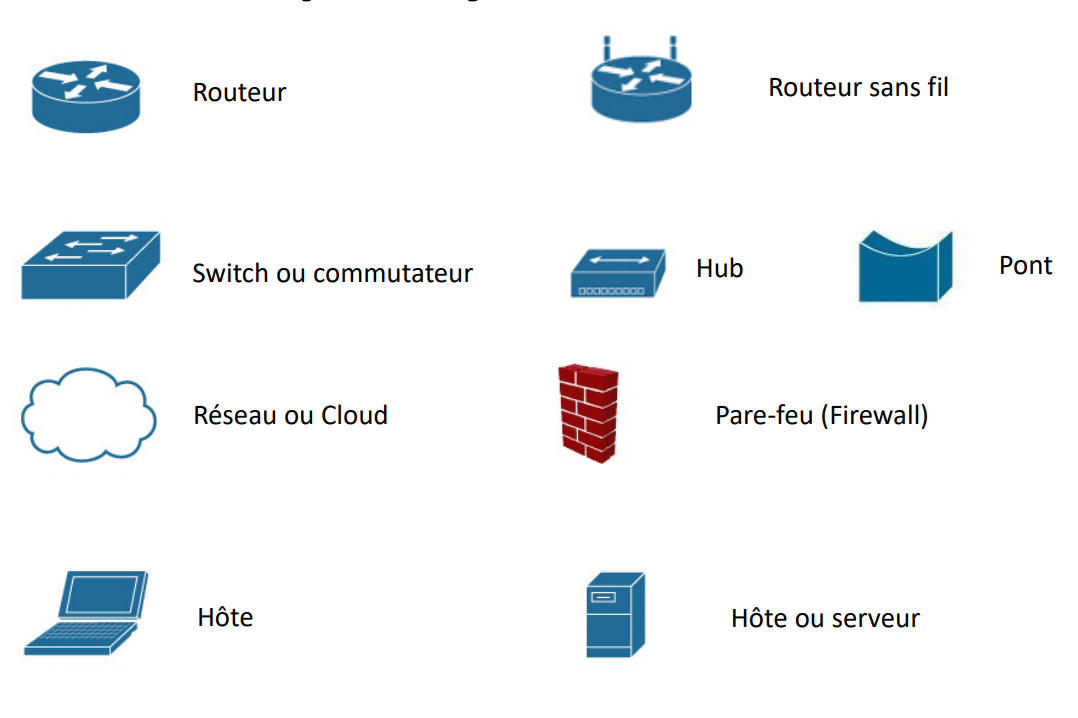 Routeur
Routeur sans fil
Switch ou commutateur
Hub
Pont
Réseau ou Cloud
Pare-feu (Firewall)
Hôte
Hôte ou serveur